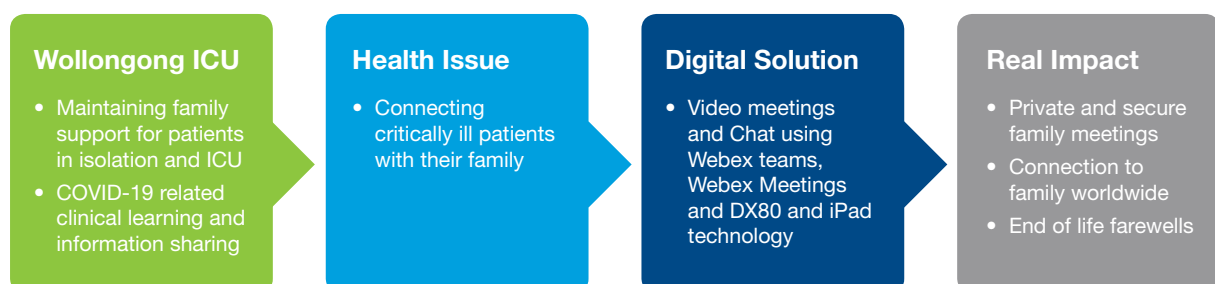 Wollongong ICU
• Maintaining family
support for patients
in isolation and ICU
• COVID-19 related
clinical learning and
information sharing
Health Issue
• Connecting
critically ill patients
with their family
Digital Solution
• Video meetings
and Chat using
Webex teams,
Webex Meetings
and DX80 and iPad
technology
Real Impact
• Private and secure
family meetings
• Connection to
family worldwide
• End of life farewells